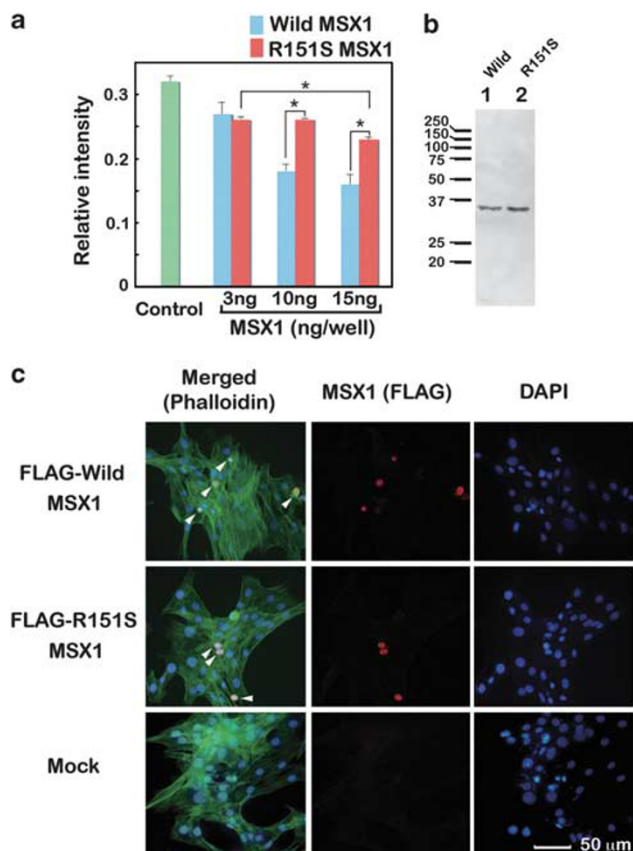 a
Wild MSX1
R151S MSX1
Relative intensity
0.3
0.2
0.1
0
*
*
*
Control
3ng
10ng
15ng
MSX1 (ng/well)
b
Wild
R151S
1
2
250
150
100
75
50
37
25
20
c
Merged
(Phalloidin)
MSX1 (FLAG)
DAPI
FLAG-Wild
MSX1
FLAG-R151S
MSX1
Mock
50 μm